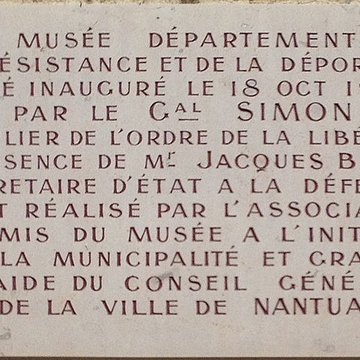 MUSÉE DÉPARTEMENT
ÉSISTANCE ET DE LA DÉPOR
É INAUGURÉ LE 18 OCT 1
PAR LE Gal SIMON
LIER DE L'ORDRE DE LA LIBE
SENCE DE Mr JACQUES B
RETAIRE D'ÉTAT A LA DÉF
T RÉALISÉ PAR L'ASSOCIA
MIS DU MUSÉE A L'INIT
LA MUNICIPALITÉ ET GRA
AIDE DU CONSEIL GÉNÉ
DE LA VILLE DE NANTUA